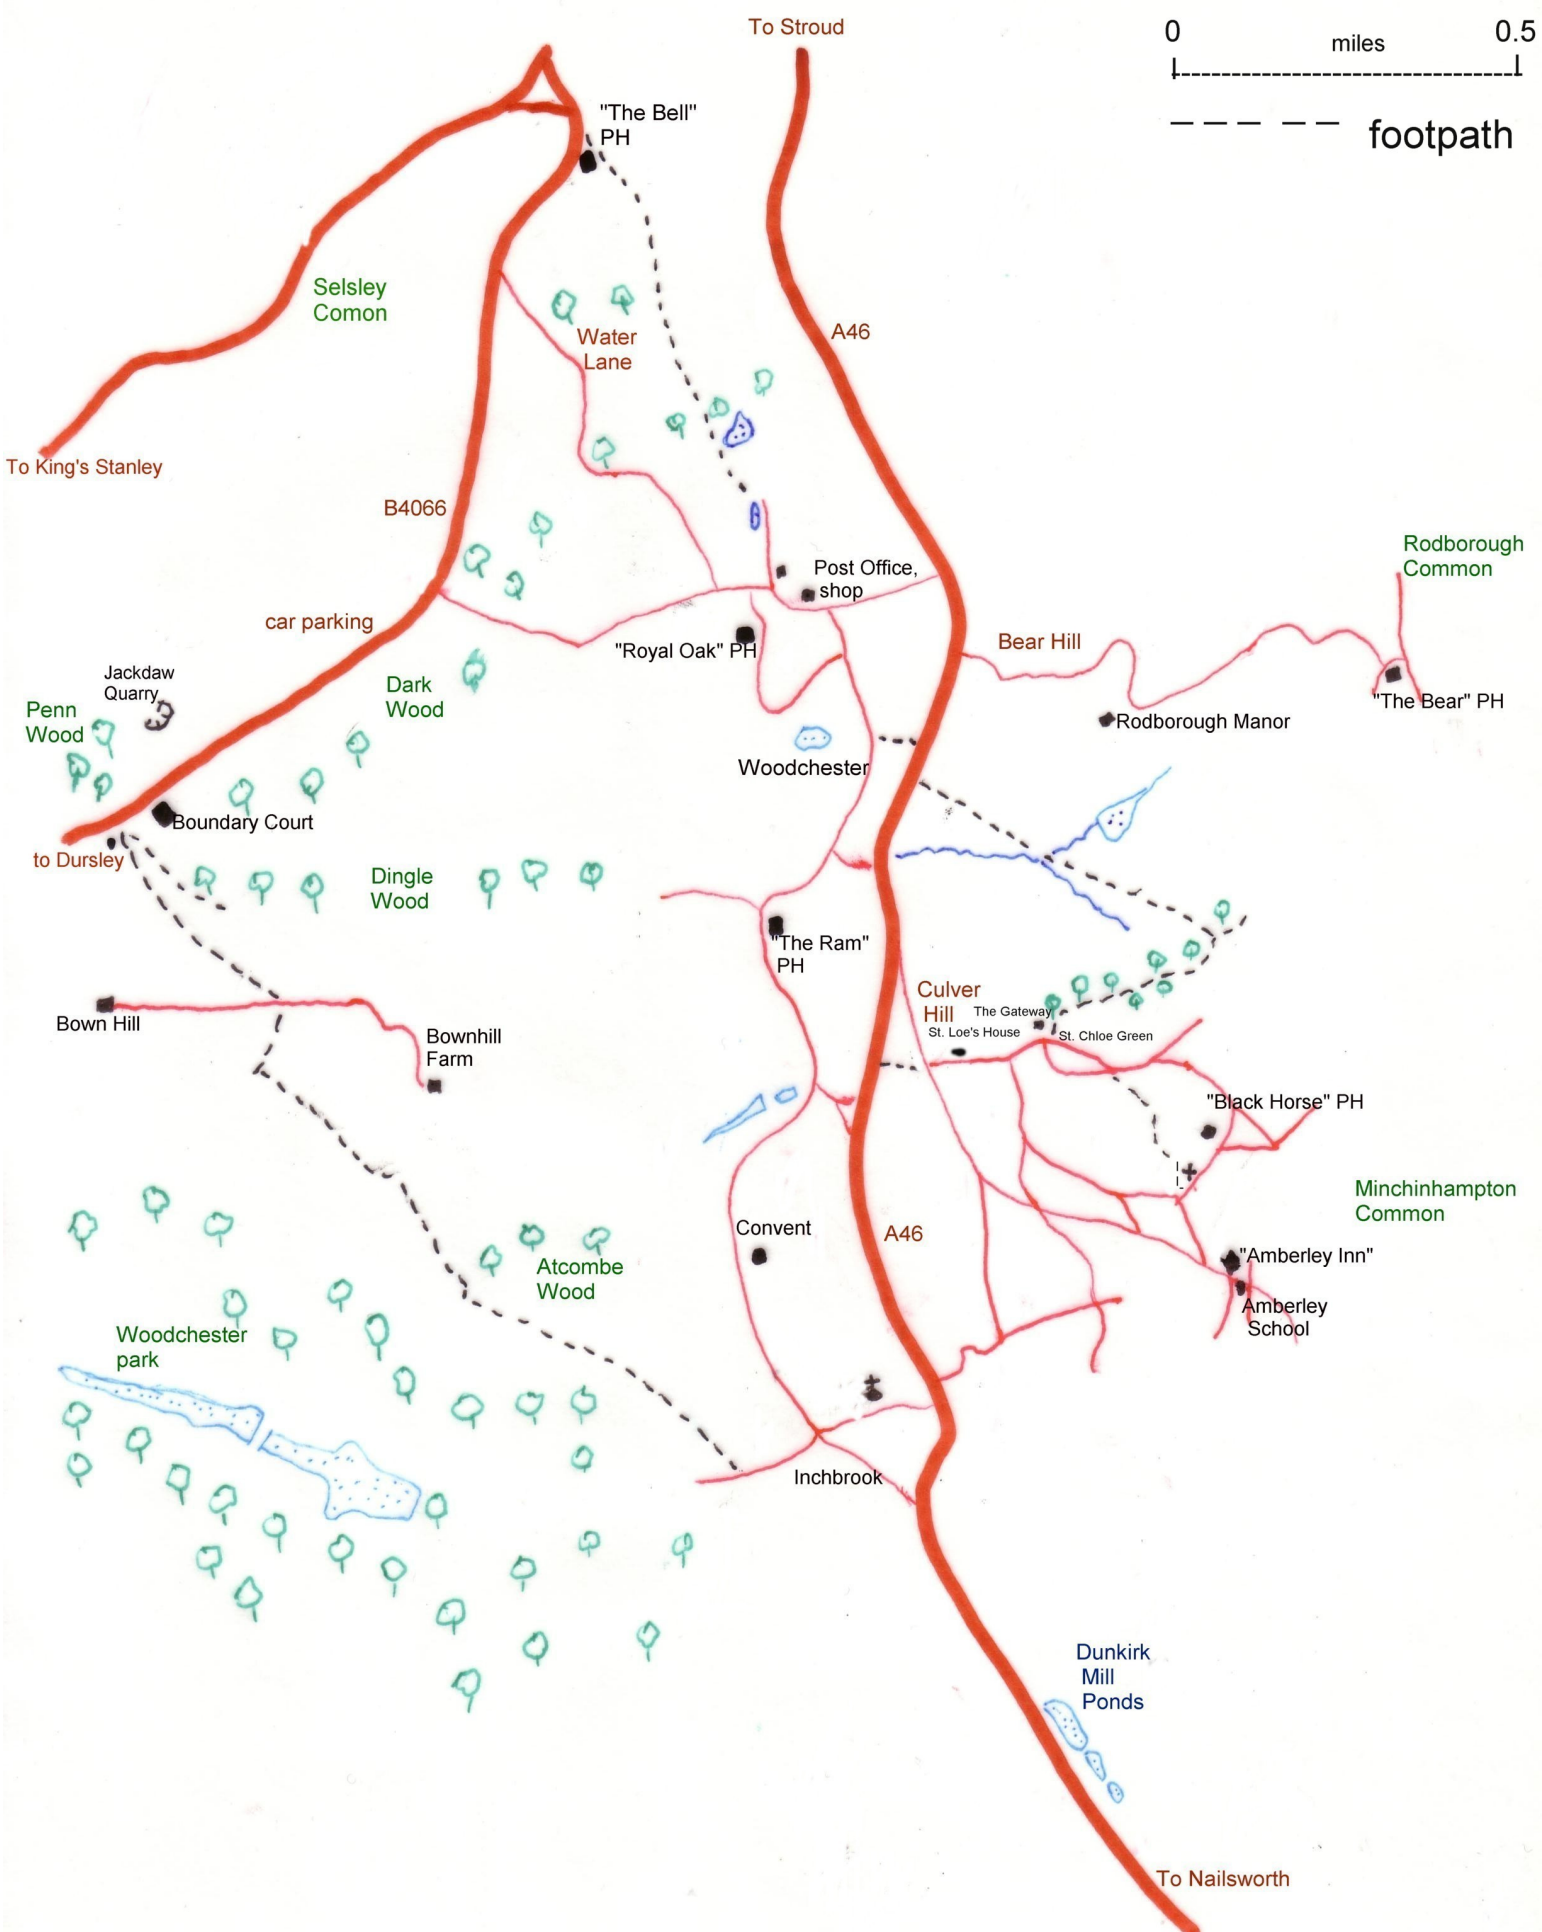 To Stroud
0
0.5
miles
"The Bell"
PH
footpath
Selsley
Comon
Water
Lane
A46
To King's Stanley
B4066
Rodborough
Common
Post Office,
shop
car parking
"Royal Oak" PH
Bear Hill
Jackdaw
Quarry
Dark
Wood
Penn
Wood
"The Bear" PH
Rodborough Manor
Woodchester
Boundary Court
to Dursley
Dingle
Wood
"The Ram"
PH
Culver
Hill
The Gateway
St. Loe's House
St. Chloe Green
Bown Hill
Bownhill
Farm
"Black Horse" PH
Minchinhampton
Common
Convent
A46
"Amberley Inn"
Atcombe
Wood
Amberley
School
Woodchester
park
Inchbrook
Dunkirk
Mill
Ponds
To Nailsworth